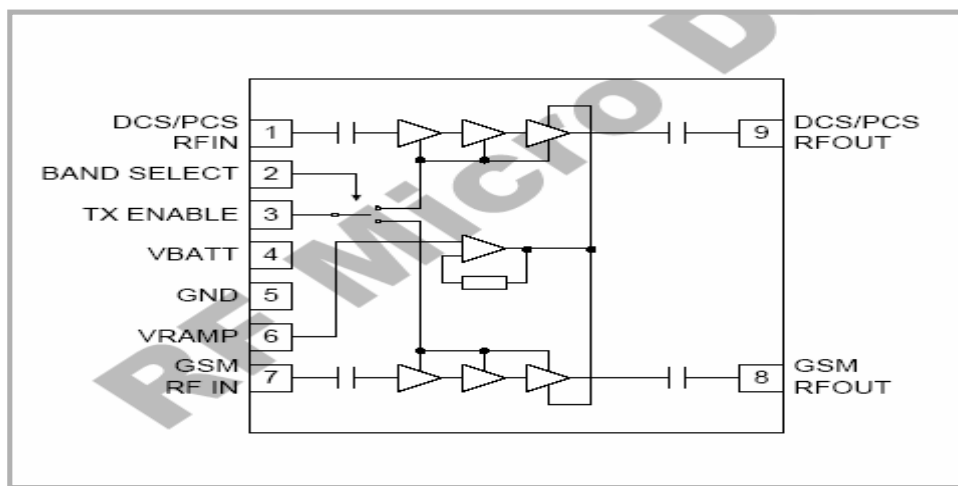 RF Micro D
DCS/PCS
RFIN
1
9
DCS/PCS
RFOUT
BAND SELECT
2
TX ENABLE
3
VBATT
4
GND
5
VRAMP
6
GSM
RF IN
7
8
GSM
RFOUT